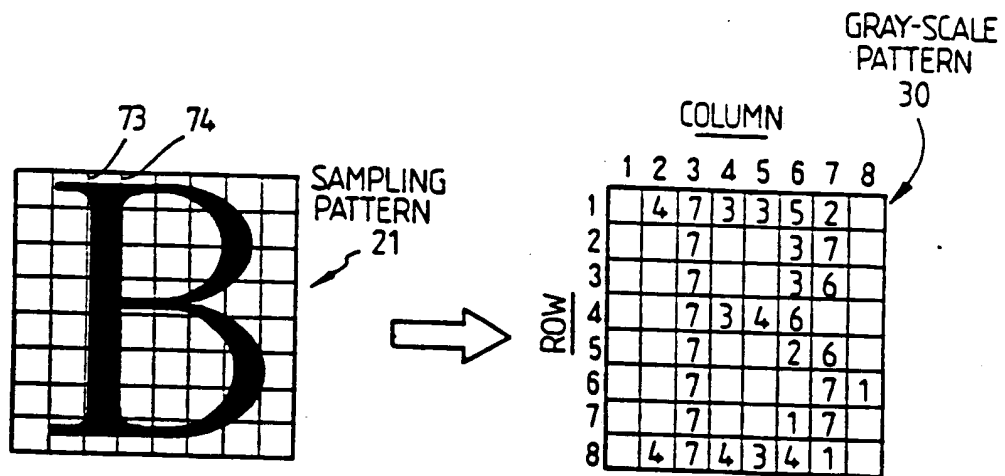 GRAY-SCALE
PATTERN
30
73 74
SAMPLING
PATTERN
21
COLUMN
1 2 3 4 5 6 7 8
ROW
1 4 7 3 3 5 2
2 7 3 7
3 7 3 6
4 7 3 4 6
5 7 2 6
6 7 7 1
7 7 1 7
8 4 7 4 3 4 1
B